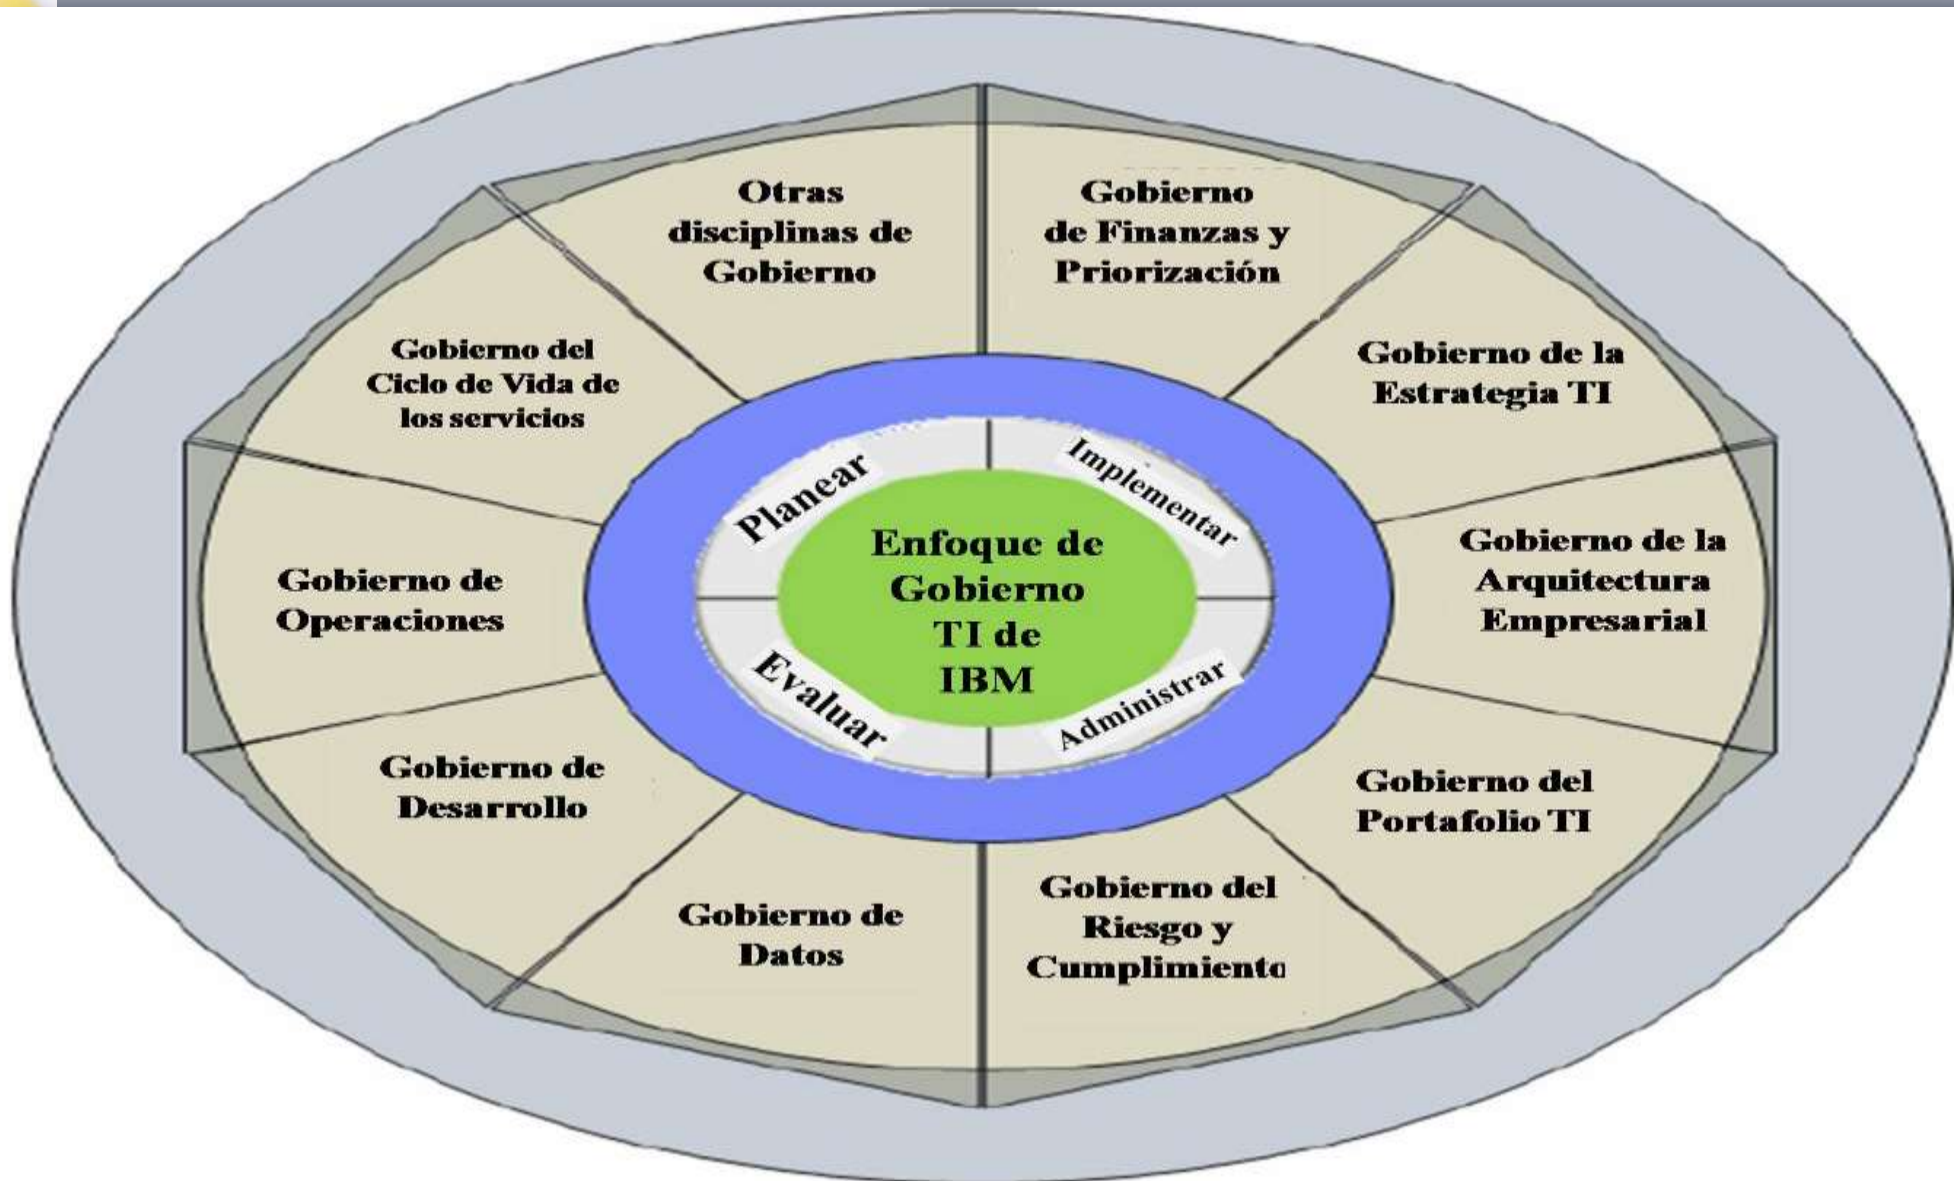 Otras
disciplinas de
Gobierno
Gobierno
de Finanzas y
Priorización
Gobierno del
Ciclo de Vida de
los servicios
Gobierno de la
Estrategia TI
Planear
Implementar
Enfoque de
Gobierno
TI de
IBM
Gobierno de
Operaciones
Gobierno de la
Arquitectura
Empresarial
Evaluar
Administrar
Gobierno de
Desarrollo
Gobierno del
Portafolio TI
Gobierno de
Datos
Gobierno del
Riesgo y
Cumplimiento